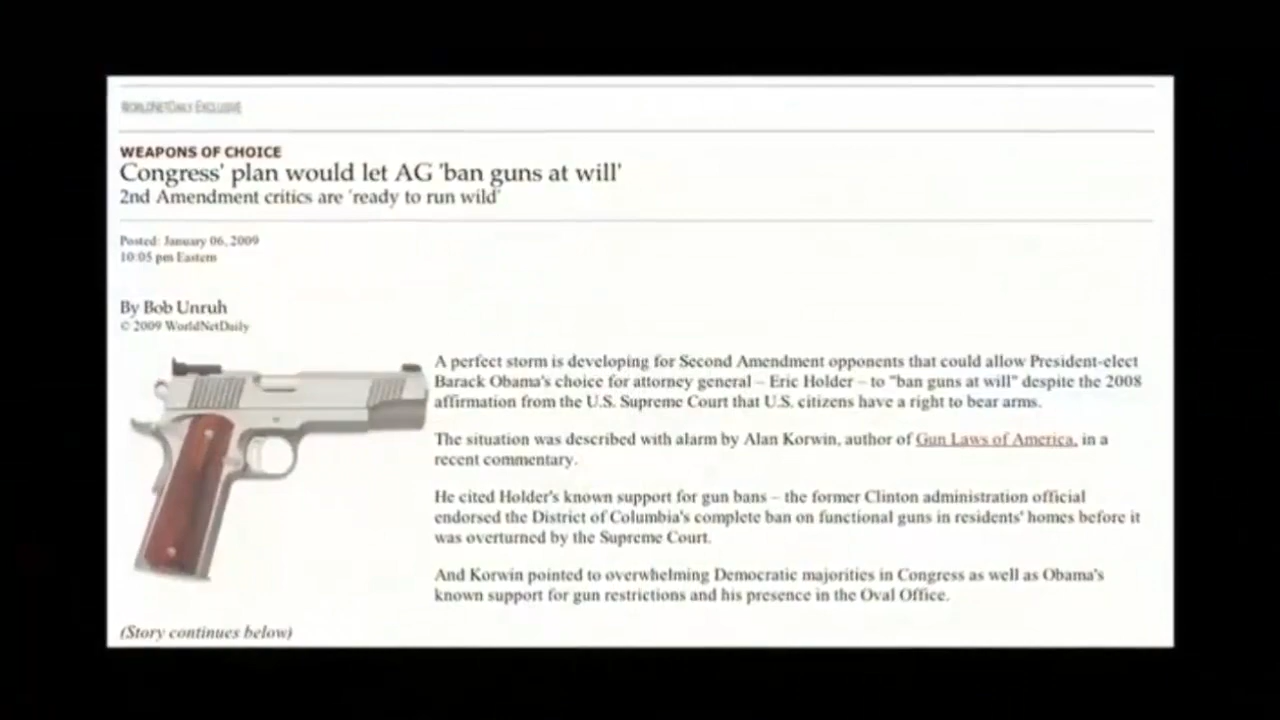 WORLDNETDAILY EXCLUSIVE
WEAPONS OF CHOICE
Congress' plan would let AG 'ban guns at will'
2nd Amendment critics are 'ready to run wild'
Posted: January 06, 2009
10:05 pm Eastern
By Bob Unruh
© 2009 WorldNetDaily
A perfect storm is developing for Second Amendment opponents that could allow President-elect
Barack Obama's choice for attorney general – Eric Holder – to "ban guns at will" despite the 2008
affirmation from the U.S. Supreme Court that U.S. citizens have a right to bear arms.
The situation was described with alarm by Alan Korwin, author of Gun Laws of America, in a
recent commentary.
He cited Holder's known support for gun bans – the former Clinton administration official
endorsed the District of Columbia's complete ban on functional guns in residents' homes before it
was overturned by the Supreme Court.
And Korwin pointed to overwhelming Democratic majorities in Congress as well as Obama's
known support for gun restrictions and his presence in the Oval Office.
(Story continues below)